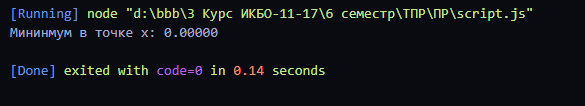 [Running] node "d:\bbb\3 Курс ИКБО-11-17\6 семестр\ТПР\ПР\script.js"
Мининмум в точке x: 0.00000
[Done] exited with code=0 in 0.14 seconds